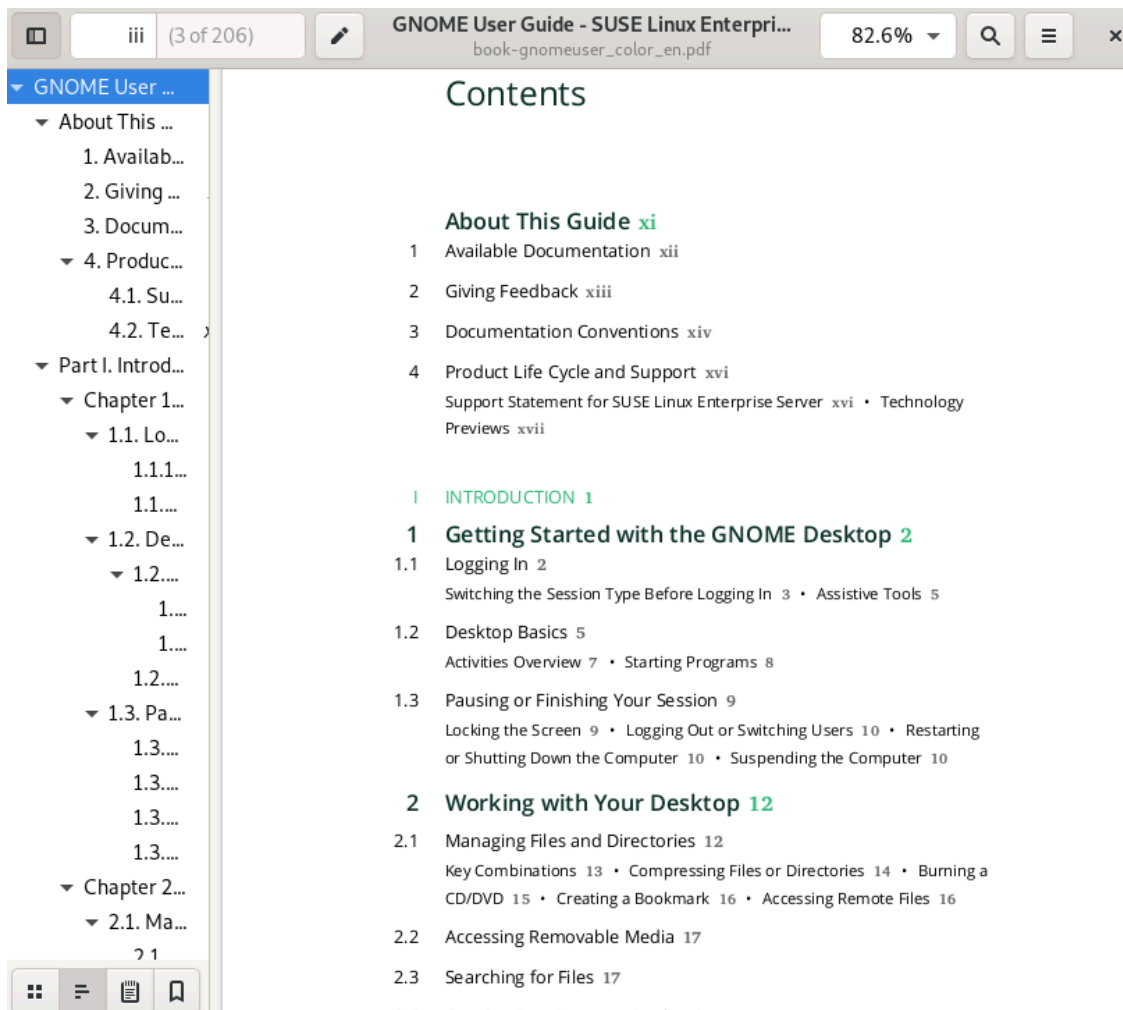 iii (3 of 206)
GNOME User Guide - SUSE Linux Enterpri...
book-gnomeuser_color_en.pdf
82.6%
GNOME User ...
About This ...
1. Availab...
2. Giving ...
3. Docum...
4. Produc...
4.1. Su...
4.2. Te...
Part I. Introd...
Chapter 1...
1.1. Lo...
1.1.1...
1.1....
1.2. De...
1.2....
1....
1....
1.2....
1.3. Pa...
1.3....
1.3....
1.3....
1.3....
Chapter 2...
2.1. Ma...
2.1
Contents
About This Guide xi
1 Available Documentation xii
2 Giving Feedback xiii
3 Documentation Conventions xiv
4 Product Life Cycle and Support xvi
Support Statement for SUSE Linux Enterprise Server xvi • Technology
Previews xvii
I INTRODUCTION 1
1 Getting Started with the GNOME Desktop 2
1.1 Logging In 2
Switching the Session Type Before Logging In 3 • Assistive Tools 5
1.2 Desktop Basics 5
Activities Overview 7 • Starting Programs 8
1.3 Pausing or Finishing Your Session 9
Locking the Screen 9 • Logging Out or Switching Users 10 • Restarting
or Shutting Down the Computer 10 • Suspending the Computer 10
2 Working with Your Desktop 12
2.1 Managing Files and Directories 12
Key Combinations 13 • Compressing Files or Directories 14 • Burning a
CD/DVD 15 • Creating a Bookmark 16 • Accessing Remote Files 16
2.2 Accessing Removable Media 17
2.3 Searching for Files 17